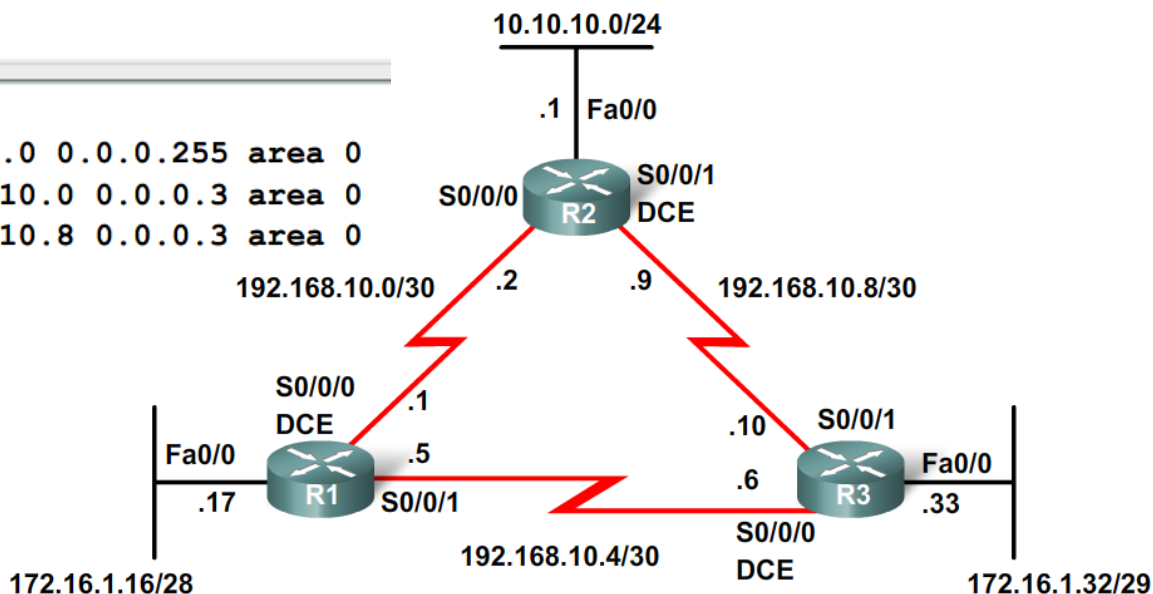 10.10.10.0/24
.1 Fa0/0
.0 0.0.0.255 area 0
10.0 0.0.0.3 area 0
10.8 0.0.0.3 area 0
S0/0/0
R2
S0/0/1
DCE
192.168.10.0/30
.2
.9
192.168.10.8/30
S0/0/0
DCE
.1
.10
S0/0/1
Fa0/0
.17
R1
.5
S0/0/1
.6
R3
Fa0/0
.33
192.168.10.4/30
S0/0/0
DCE
172.16.1.16/28
172.16.1.32/29